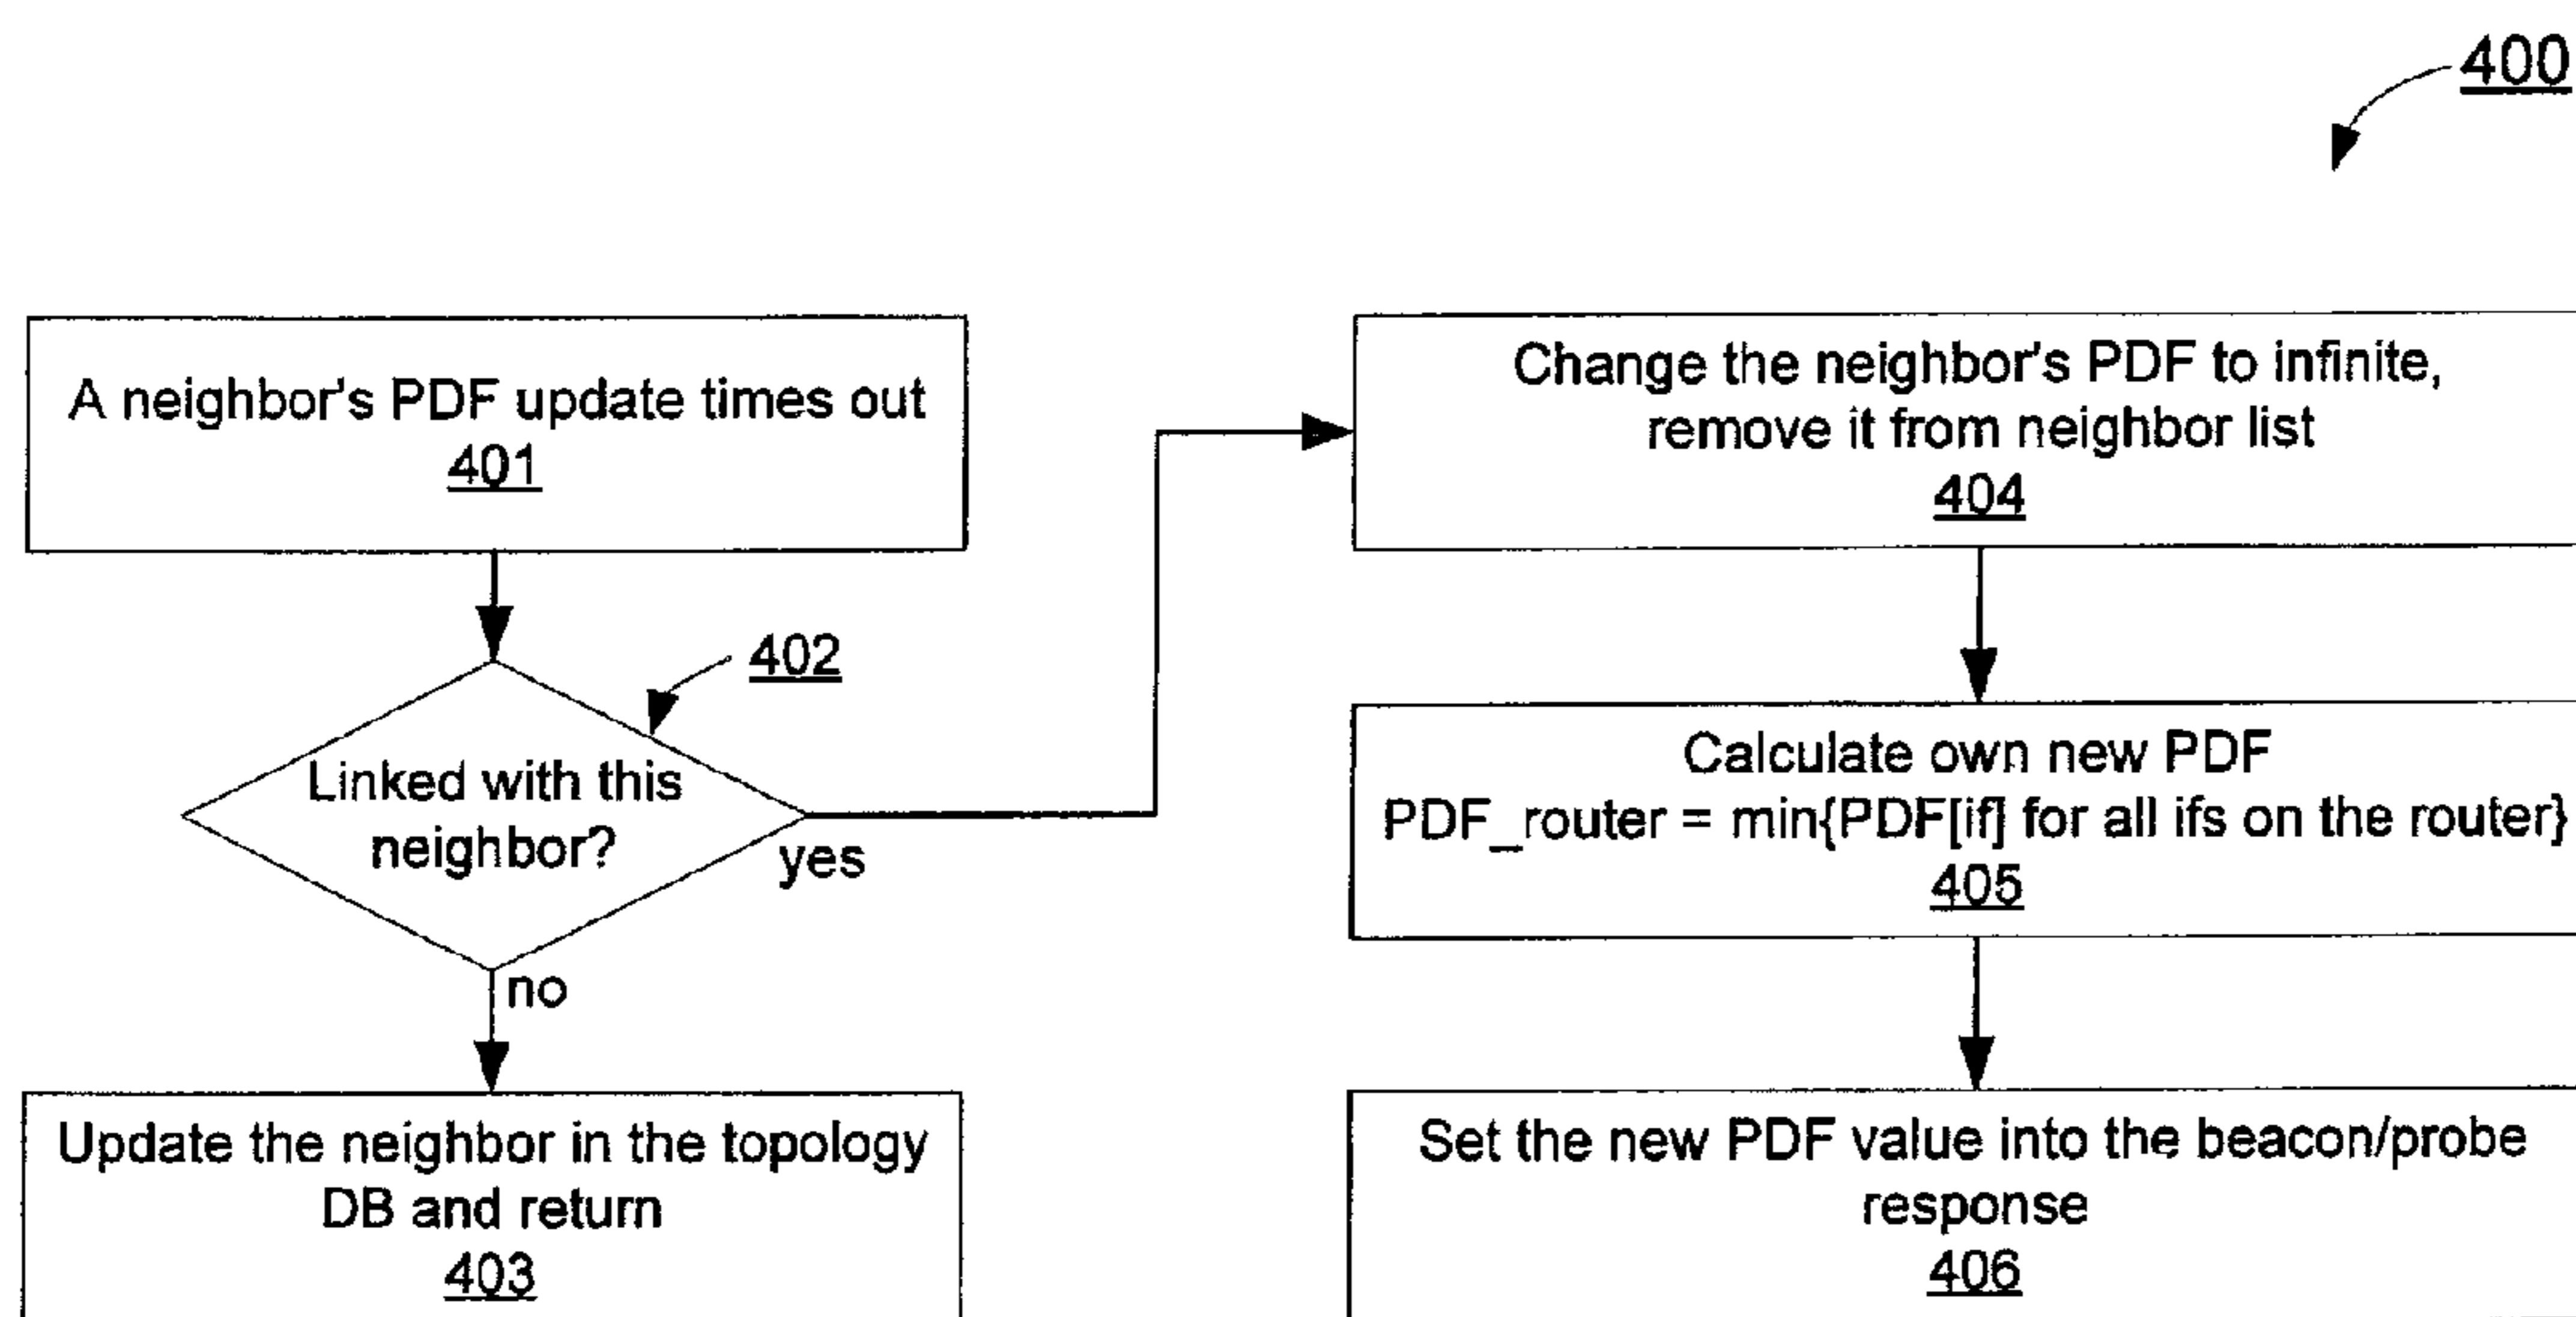 400
A neighbor's PDF update times out
401
402
Linked with this
neighbor?
yes
no
Update the neighbor in the topology
DB and return
403
Change the neighbor's PDF to infinite,
remove it from neighbor list
404
Calculate own new PDF
PDF_router = min{PDF[if] for all ifs on the router}
405
Set the new PDF value into the beacon/probe
response
406